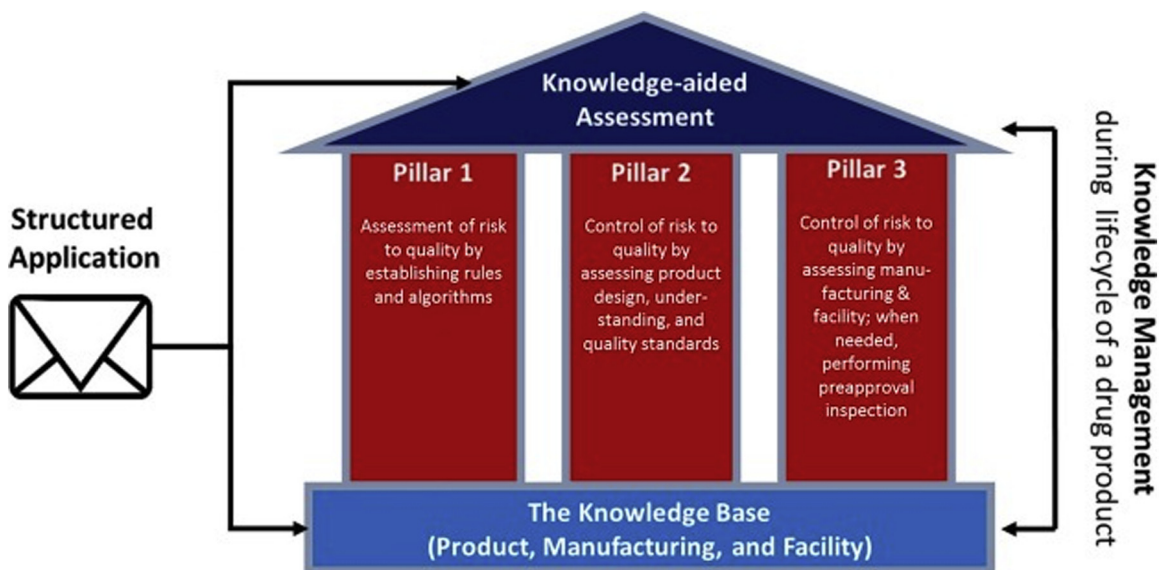 Structured
Application
Knowledge-aided
Assessment
Pillar 1
Assessment of risk
to quality by
establishing rules
and algorithms
Pillar 2
Control of risk to
quality by
assessing product
design, under-
standing, and
quality standards
Pillar 3
Control of risk to
quality by
assessing manu-
facturing &
facility; when
needed,
performing
preapproval
inspection
The Knowledge Base
(Product, Manufacturing, and Facility)
Knowledge Management
during lifecycle of a drug product